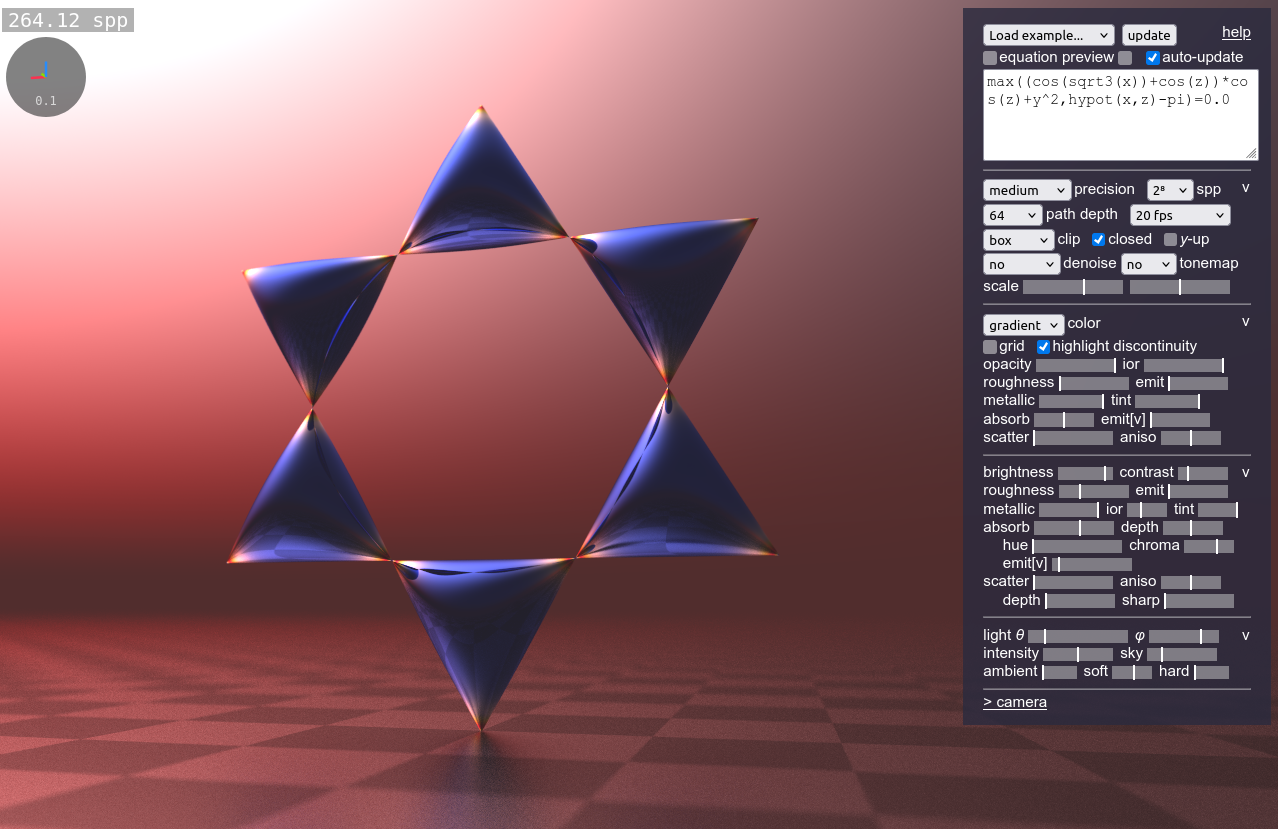 264.12 spp
0.1
Load example... update help
equation preview auto-update
max((cos(sqrt3(x))+cos(z))*co
s(z)+y^2,hypot(x,z)-pi)=0.0
medium precision 2⁸ spp v
64 path depth 20 fps
box clip closed y-up
no denoise no tonemap
scale
gradient color v
grid highlight discontinuity
opacity ior
roughness emit
metallic tint
absorb emit[v]
scatter aniso
brightness contrast v
roughness emit
metallic ior tint
absorb depth
hue chroma
emit[v]
scatter aniso
depth sharp
light θ φ v
intensity sky
ambient soft hard
> camera